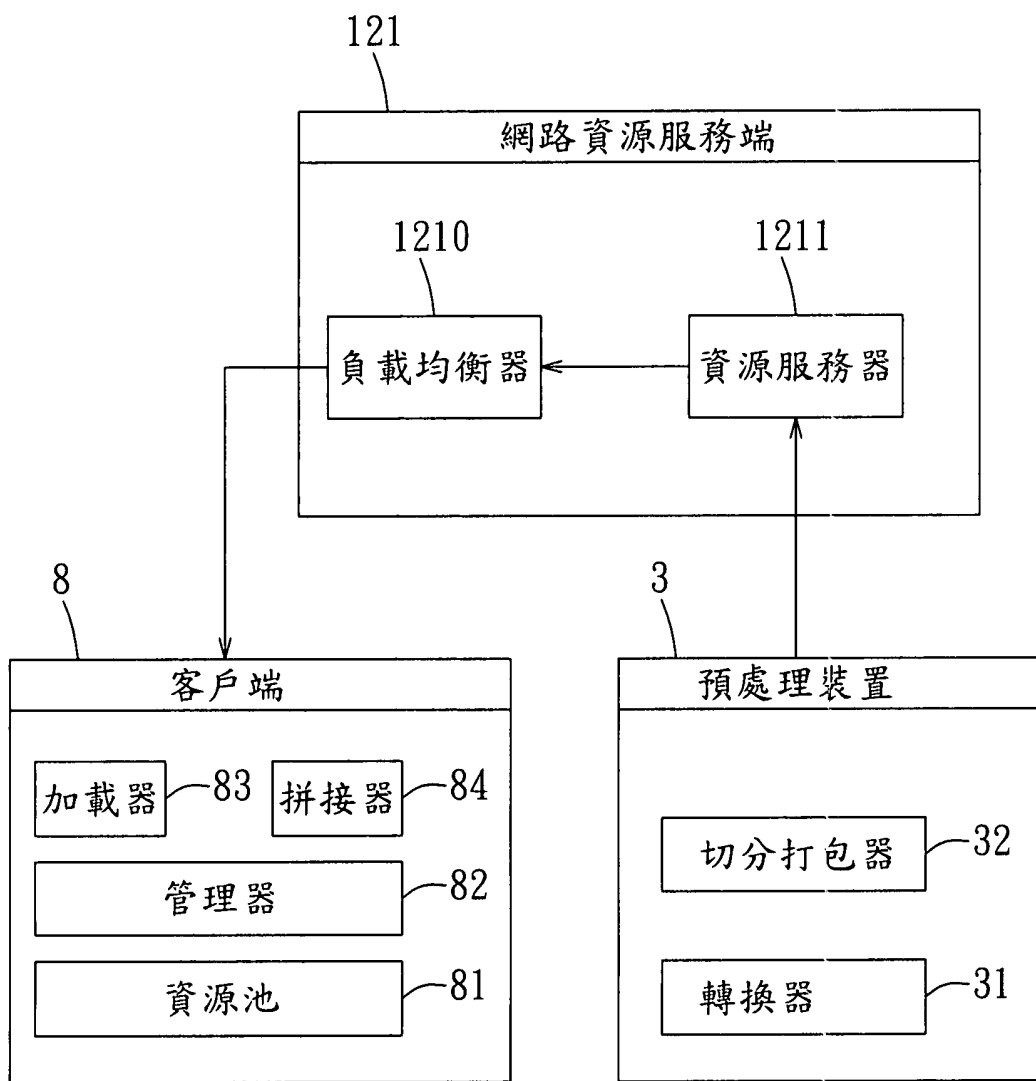 121
網路資源服務端
1210
1211
負載均衡器
資源服務器
8
3
客戶端
預處理裝置
加載器
83
拼接器
84
切分打包器
32
管理器
82
資源池
81
轉換器
31